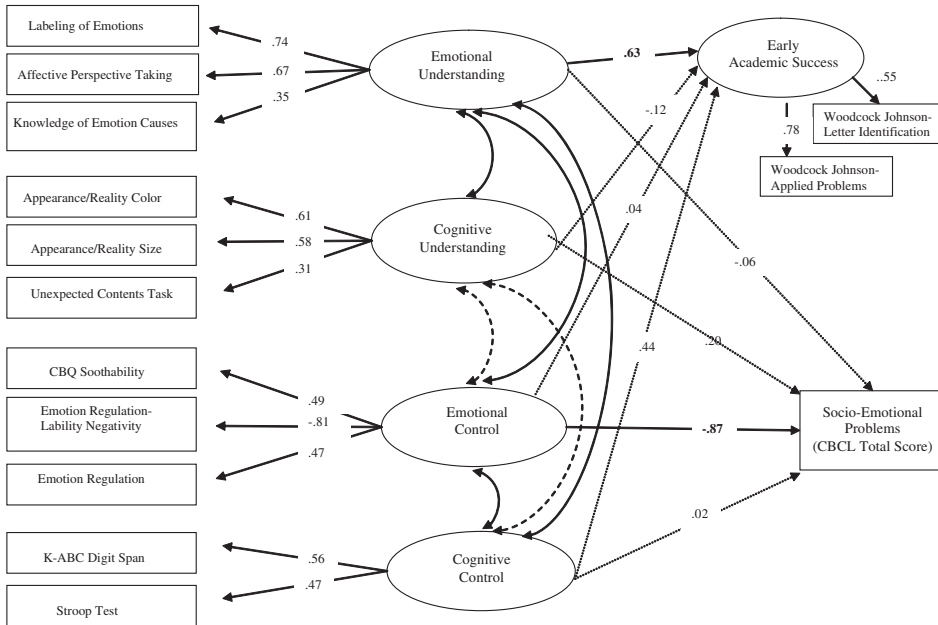 Labeling of Emotions
Affective Perspective Taking
Knowledge of Emotion Causes
.74
.67
.35
Emotional
Understanding
.63
Early
Academic Success
.55
Woodcock Johnson-
Letter Identification
.78
Woodcock Johnson-
Applied Problems
-.12
Appearance/Reality Color
Appearance/Reality Size
Unexpected Contents Task
.61
.58
.31
Cognitive
Understanding
.04
-.06
.44
.20
CBQ Soothability
Emotion Regulation-
Lability Negativity
Emotion Regulation
.49
-.81
.47
Emotional
Control
-.87
Socio-Emotional
Problems
(CBCL Total Score)
K-ABC Digit Span
Stroop Test
.56
.47
Cognitive
Control
.02